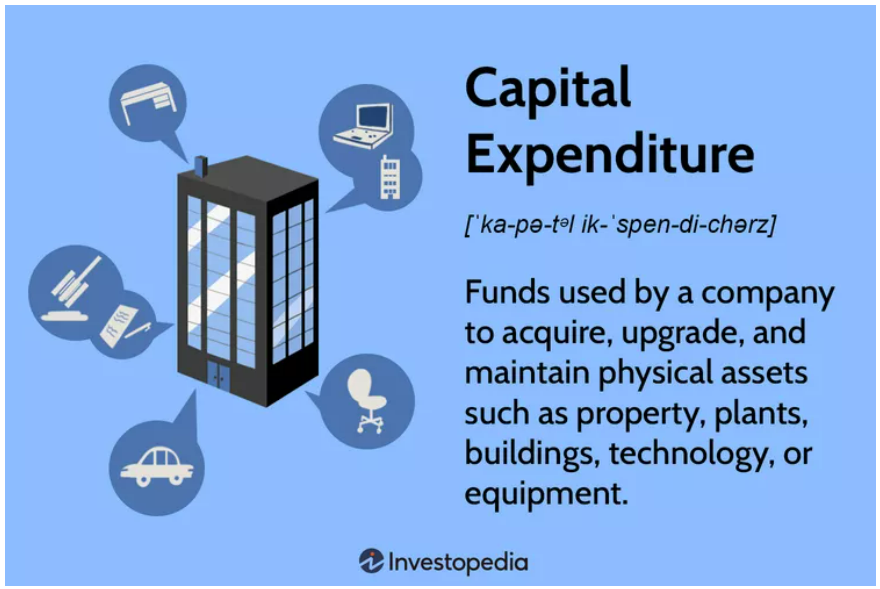 Capital
Expenditure
[ˈka-pə-tᵊl ik-ˈspen-di-chərz]
Funds used by a company
to acquire, upgrade, and
maintain physical assets
such as property, plants,
buildings, technology, or
equipment.
Investopedia